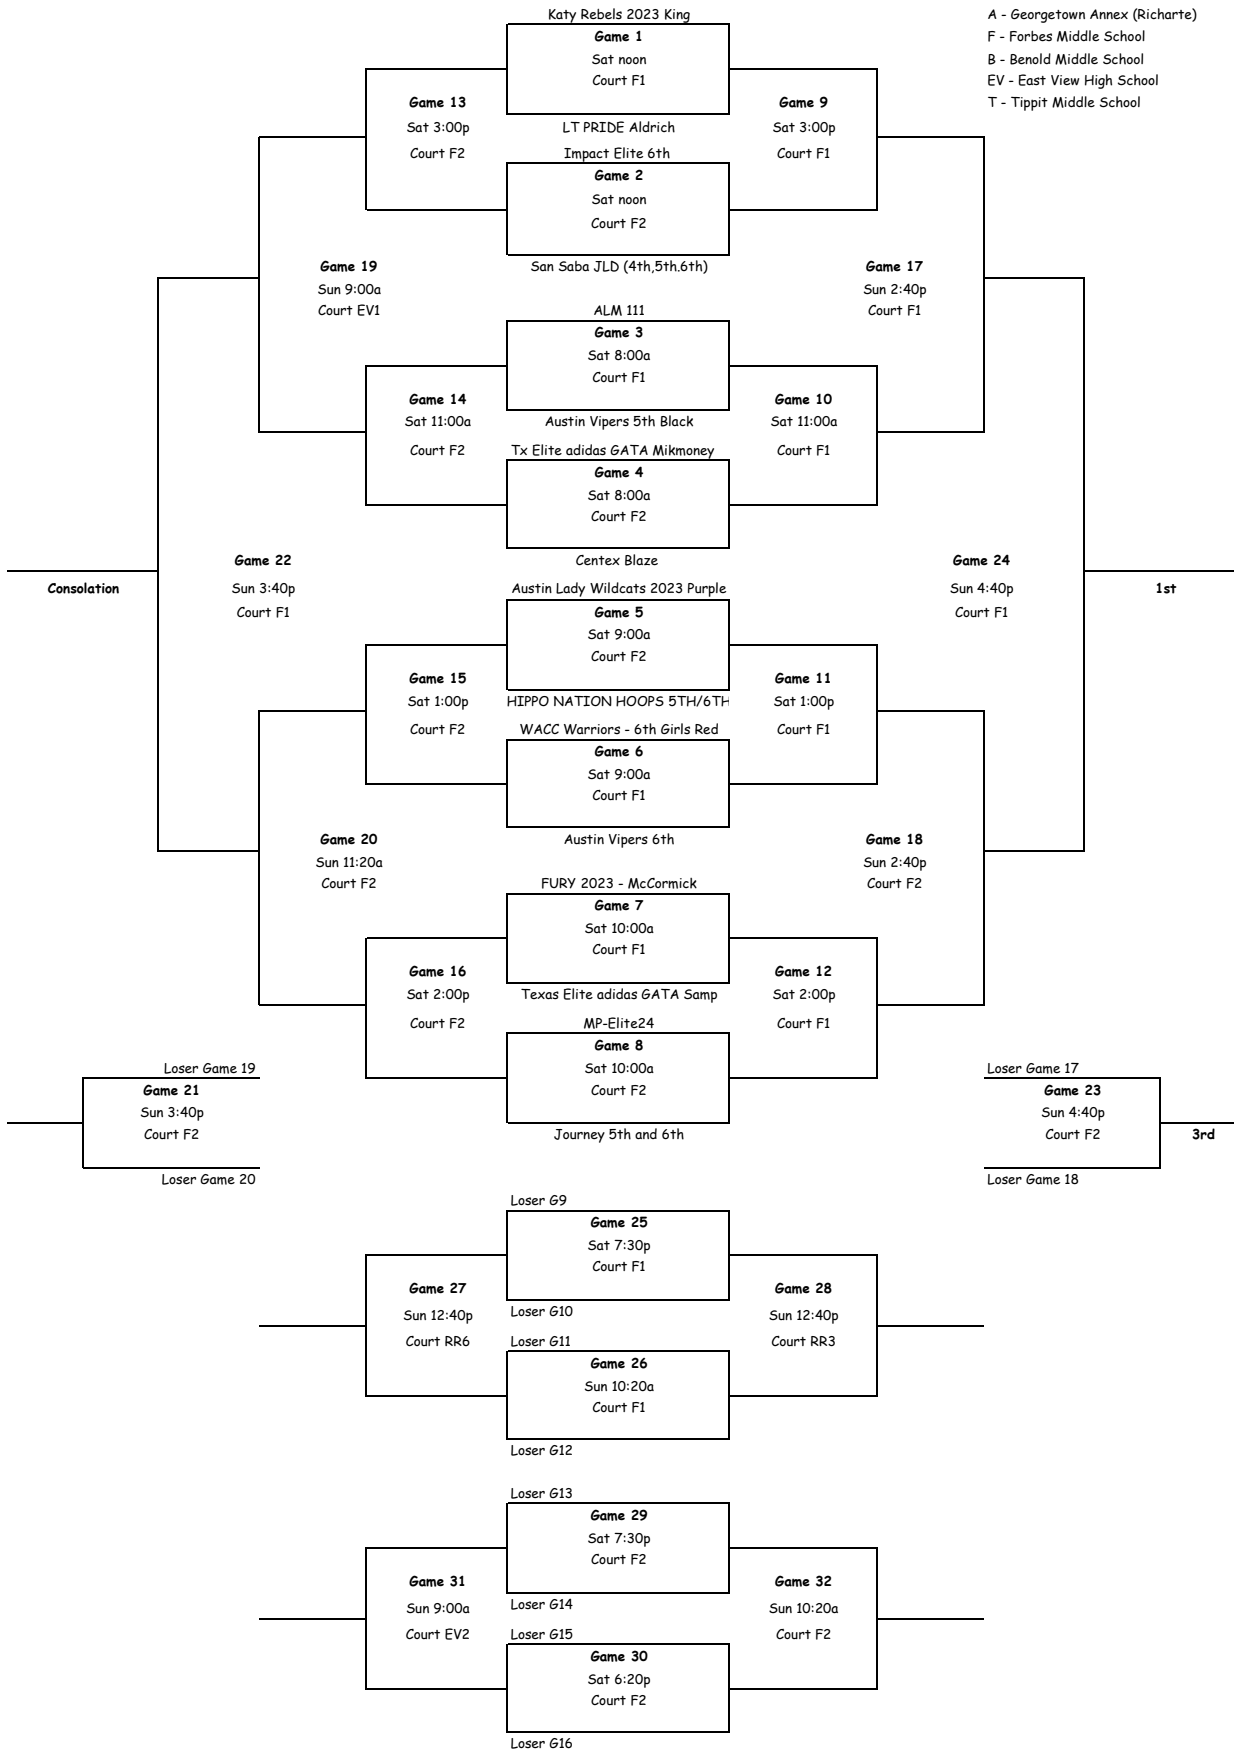 Katy Rebels 2023 King
A - Georgetown Annex (Richarte)
F - Forbes Middle School
B - Benold Middle School
EV - East View High School
T - Tippit Middle School
Game 1
Sat noon
Court F1
LT PRIDE Aldrich
Game 13
Sat 3:00p
Court F2
Game 9
Sat 3:00p
Court F1
Impact Elite 6th
Game 2
Sat noon
Court F2
San Saba JLD (4th,5th.6th)
Game 19
Sun 9:00a
Court EV1
Game 17
Sun 2:40p
Court F1
ALM 111
Game 3
Sat 8:00a
Court F1
Austin Vipers 5th Black
Game 14
Sat 11:00a
Court F2
Game 10
Sat 11:00a
Court F1
Tx Elite adidas GATA Mikmoney
Game 4
Sat 8:00a
Court F2
Centex Blaze
Game 22
Sun 3:40p
Court F1
Consolation
Game 24
Sun 4:40p
Court F1
1st
Austin Lady Wildcats 2023 Purple
Game 5
Sat 9:00a
Court F2
HIPPO NATION HOOPS 5TH/6TH
Game 15
Sat 1:00p
Court F2
Game 11
Sat 1:00p
Court F1
WACC Warriors - 6th Girls Red
Game 6
Sat 9:00a
Court F1
Austin Vipers 6th
Game 20
Sun 11:20a
Court F2
Game 18
Sun 2:40p
Court F2
FURY 2023 - McCormick
Game 7
Sat 10:00a
Court F1
Texas Elite adidas GATA Samp
Game 16
Sat 2:00p
Court F2
Game 12
Sat 2:00p
Court F1
MP-Elite24
Game 8
Sat 10:00a
Court F2
Journey 5th and 6th
Loser Game 19
Game 21
Sun 3:40p
Court F2
Loser Game 20
Loser Game 17
Game 23
Sun 4:40p
Court F2
3rd
Loser Game 18
Loser G9
Game 25
Sat 7:30p
Court F1
Loser G10
Game 27
Sun 12:40p
Court RR6
Game 28
Sun 12:40p
Court RR3
Loser G11
Game 26
Sun 10:20a
Court F1
Loser G12
Loser G13
Game 29
Sat 7:30p
Court F2
Loser G14
Game 31
Sun 9:00a
Court EV2
Game 32
Sun 10:20a
Court F2
Loser G15
Game 30
Sat 6:20p
Court F2
Loser G16